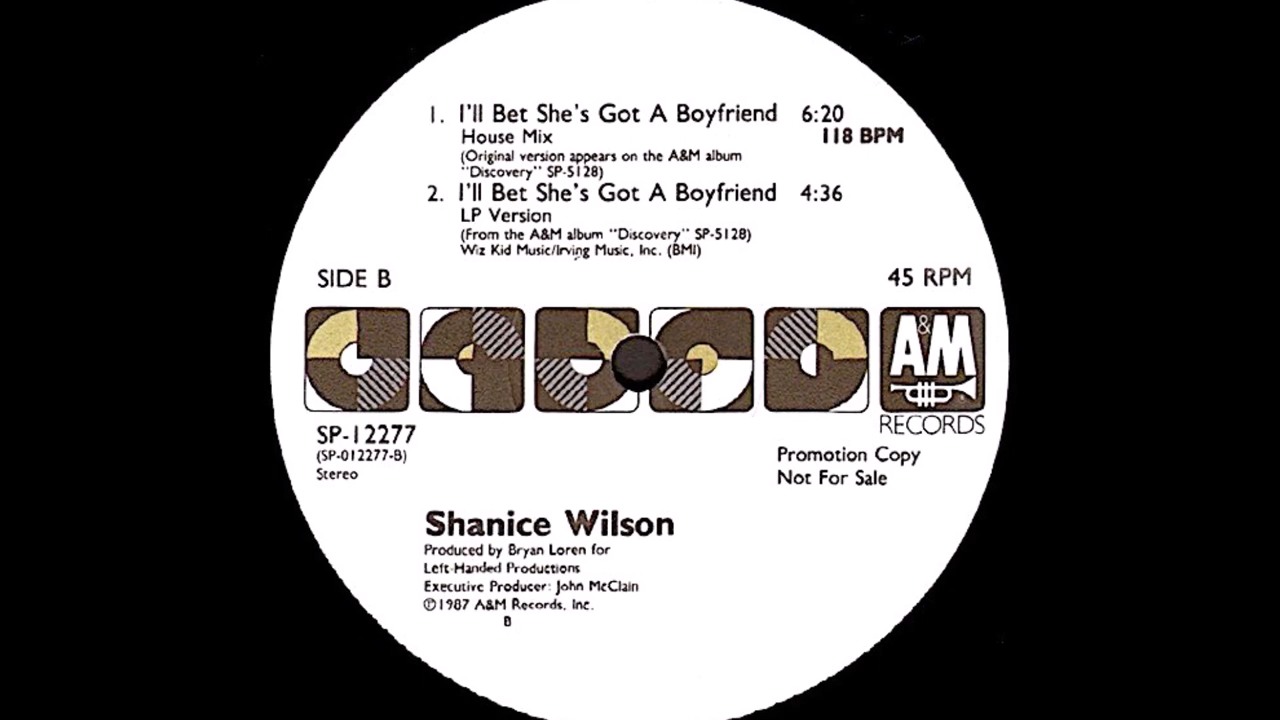 1. I'll Bet She's Got A Boyfriend 6:20
House Mix 118 BPM
(Original version appears on the A&M album
"Discovery" SP-5128)
2. I'll Bet She's Got A Boyfriend 4:36
LP Version
(From the A&M album "Discovery" SP-5128)
Wiz Kid Music/Irving Music, Inc. (BMI)
SIDE B 45 RPM
A&M
RECORDS
SP-12277
(SP-012277-B)
Stereo
Promotion Copy
Not For Sale
Shanice Wilson
Produced by Bryan Loren for
Left-Handed Productions
Executive Producer: John McClain
℗1987 A&M Records, Inc.
B